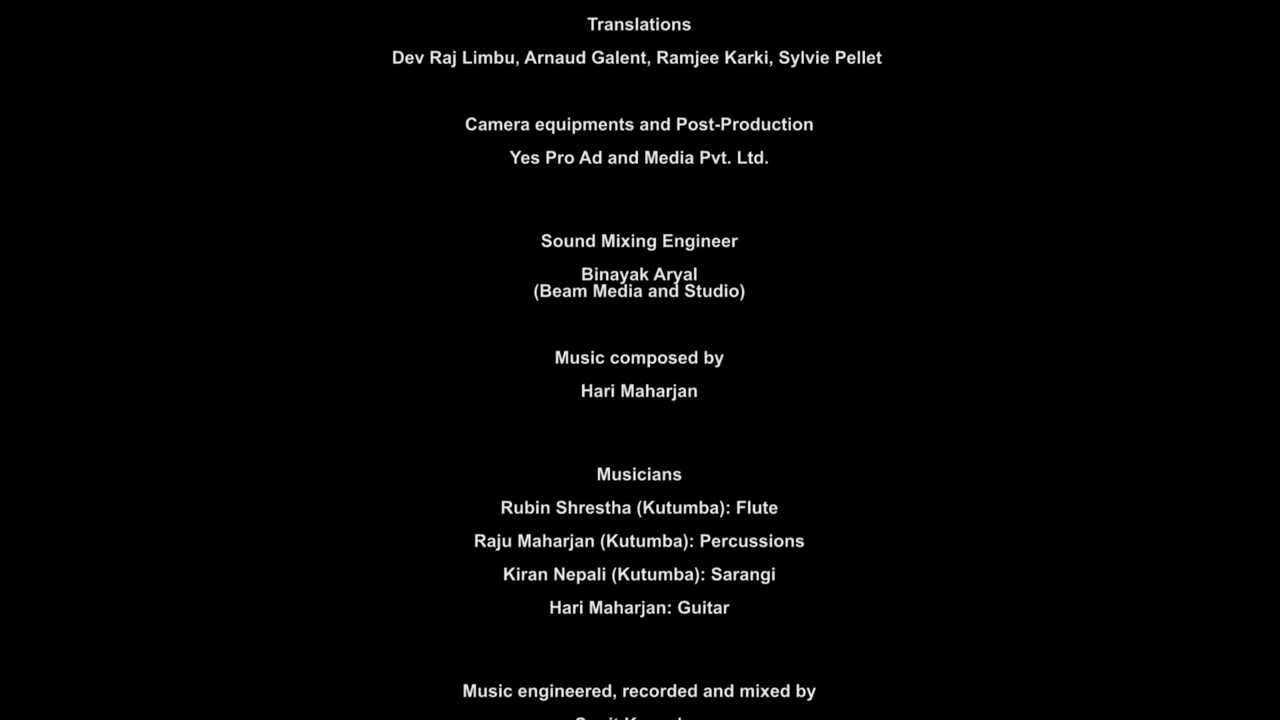 Translations
Dev Raj Limbu, Arnaud Galent, Ramjee Karki, Sylvie Pellet
Camera equipments and Post-Production
Yes Pro Ad and Media Pvt. Ltd.
Sound Mixing Engineer
Binayak Aryal
(Beam Media and Studio)
Music composed by
Hari Maharjan
Musicians
Rubin Shrestha (Kutumba): Flute
Raju Maharjan (Kutumba): Percussions
Kiran Nepali (Kutumba): Sarangi
Hari Maharjan: Guitar
Music engineered, recorded and mixed by